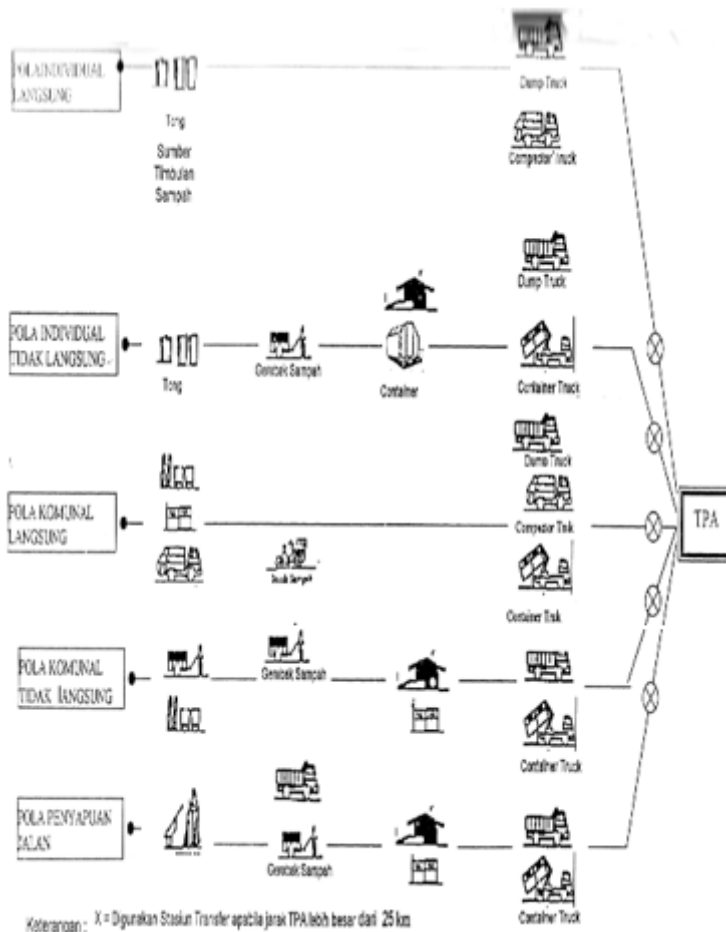 POLA INDIVIDUAL
LANGSUNG
Tong
Sumber
Timbulan
Sampah
Dump Truck
Compactor Truck
POLA INDIVIDUAL
TIDAK LANGSUNG
Tong
Gerobak Sampah
Container
Dump Truck
Container Truck
POLA KOMUNAL
LANGSUNG
Dump Truck
Compactor Truk
Container Truk
TPA
POLA KOMUNAL
TIDAK LANGSUNG
Gerobak Sampah
Container Truck
POLA PENYAPUAN
JALAN
Gerobak Sampah
Container Truck
Keterangan : X = Digunakan Stasiun Transfer apabila jarak TPA lebih besar dari 25 km